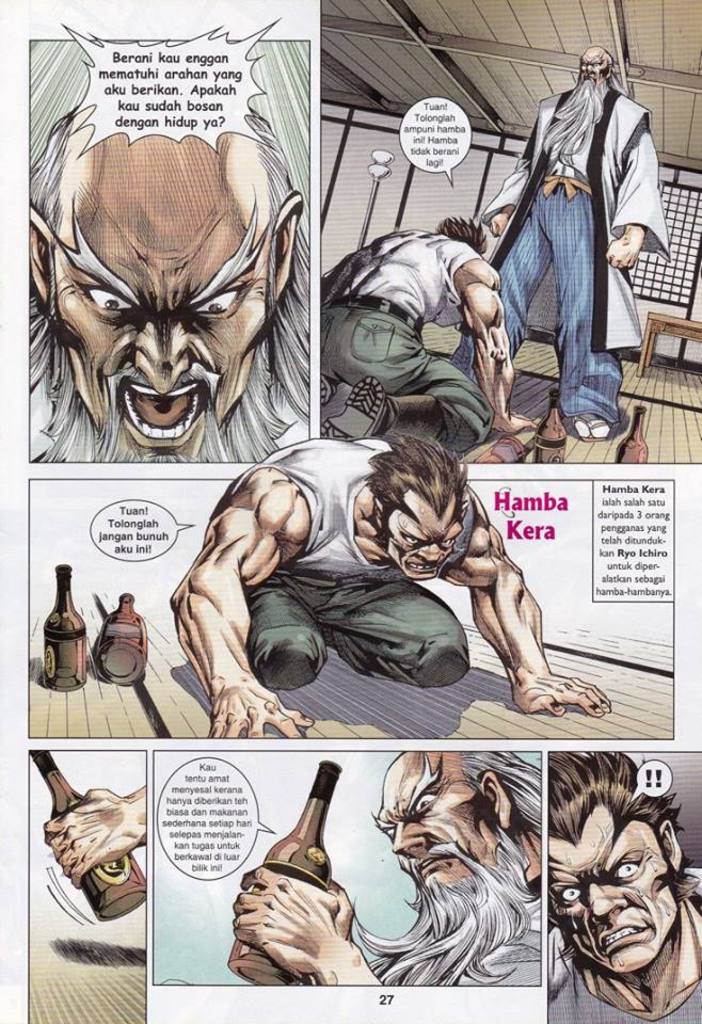 Berani kau enggan
mematuhi arahan yang
aku berikan. Apakah
kau sudah bosan
dengan hidup ya?
Tuan!
Tolonglah
ampuni hamba
ini! Hamba
tidak berani
lagi!
Tuan!
Tolonglah
jangan bunuh
aku ini!
Hamba
Kera
Hamba Kera
ialah salah satu
daripada 3 orang
pengganas yang
telah ditunduk-
kan Ryo Ichiro
untuk diper-
alatkan sebagai
hamba-hambanya.
Kau
tentu amat
menyesal kerana
hanya diberikan teh
biasa dan makanan
sederhana setiap hari
selepas menjalan-
kan tugas untuk
berkawal di luar
bilik ini!
!!
27